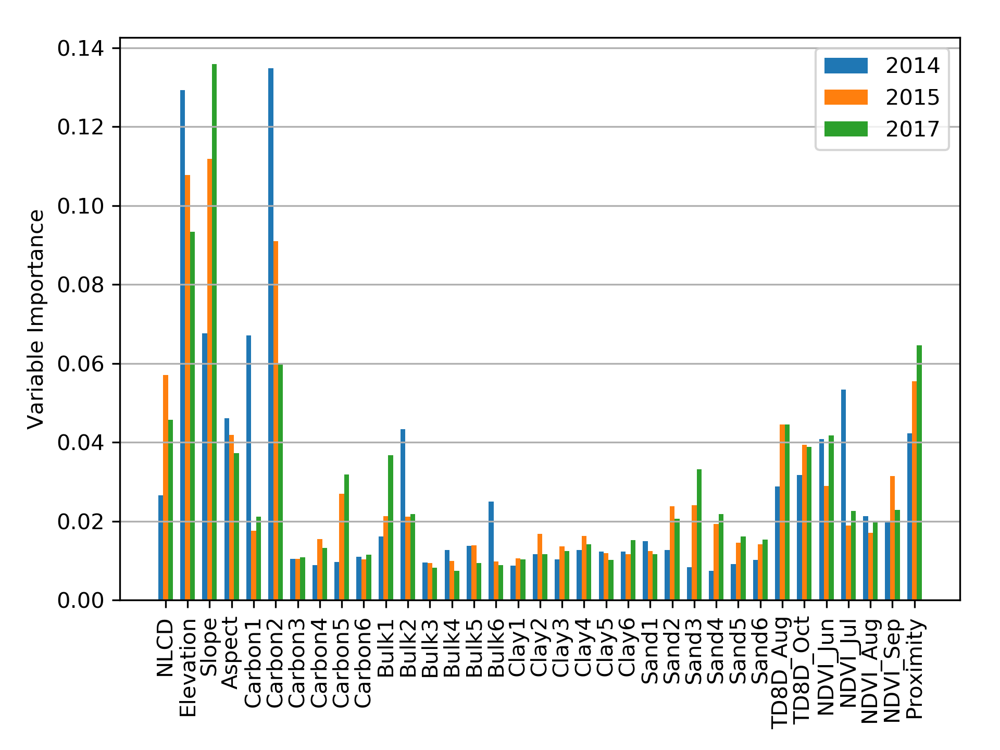 0.14
0.12
0.10
0.08
0.06
0.04
0.02
0.00
Variable Importance
2014
2015
2017
NLCD
Elevation
Slope
Aspect
Carbon1
Carbon2
Carbon3
Carbon4
Carbon5
Carbon6
Bulk1
Bulk2
Bulk3
Bulk4
Bulk5
Bulk6
Clay1
Clay2
Clay3
Clay4
Clay5
Clay6
Sand1
Sand2
Sand3
Sand4
Sand5
Sand6
TD8D_Aug
TD8D_Oct
NDVI_Jun
NDVI_Jul
NDVI_Aug
NDVI_Sep
Proximity